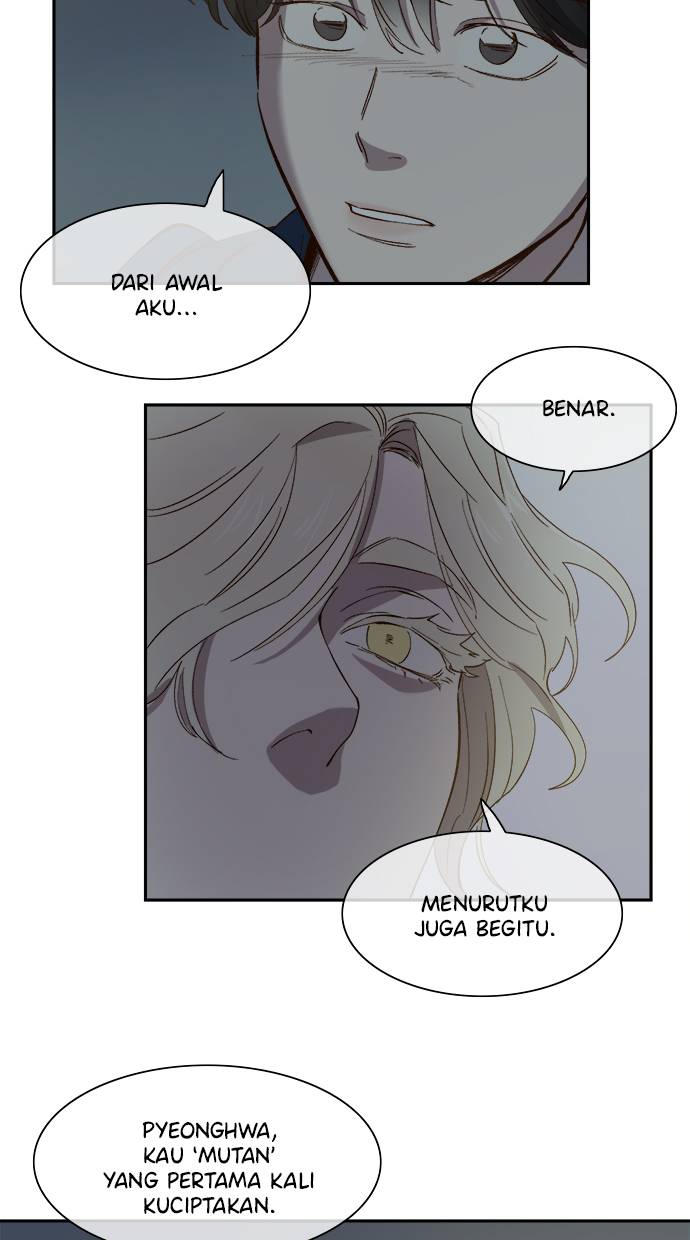 DARI AWAL
AKU...
BENAR.
MENURUTKU
JUGA BEGITU.
PYEONGHWA,
KAU ‘MUTAN’
YANG PERTAMA KALI
KUCIPTAKAN.